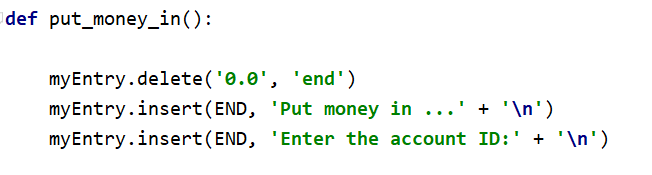 def put_money_in():
myEntry.delete('0.0', 'end')
myEntry.insert(END, 'Put money in ...' + '\n')
myEntry.insert(END, 'Enter the account ID:' + '\n')